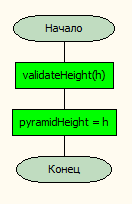 Начало
validateHeight(h)
pyramidHeight = h
Конец